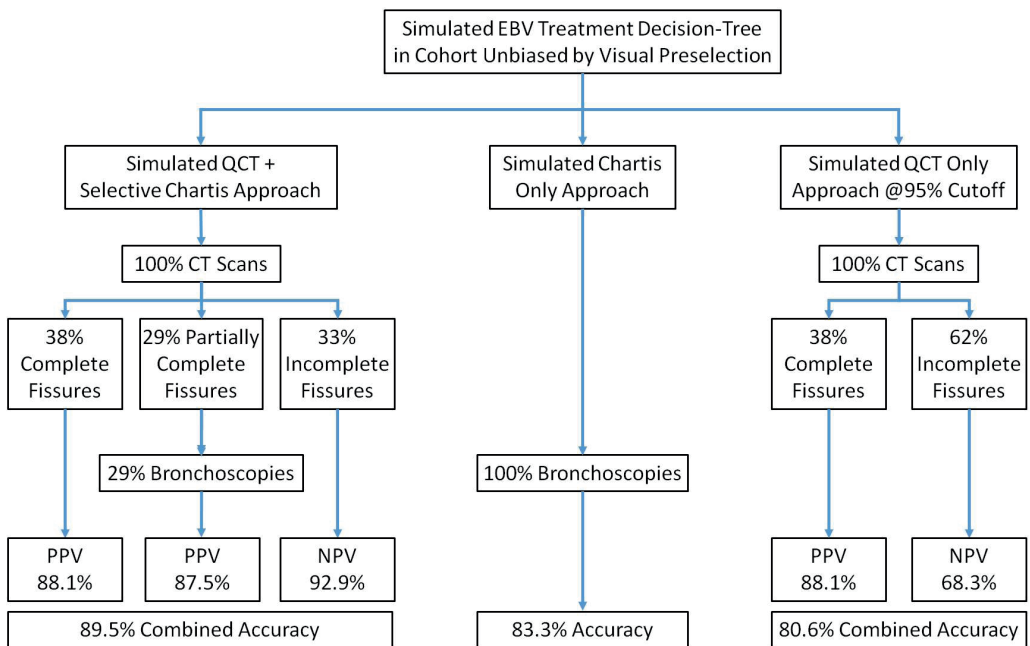 Simulated EBV Treatment Decision-Tree
in Cohort Unbiased by Visual Preselection
Simulated QCT +
Selective Chartis Approach
Simulated Chartis
Only Approach
Simulated QCT Only
Approach @95% Cutoff
100% CT Scans
100% CT Scans
38%
Complete
Fissures
29% Partially
Complete
Fissures
33%
Incomplete
Fissures
38%
Complete
Fissures
62%
Incomplete
Fissures
29% Bronchoscopies
100% Bronchoscopies
PPV
88.1%
PPV
87.5%
NPV
92.9%
PPV
88.1%
NPV
68.3%
89.5% Combined Accuracy
83.3% Accuracy
80.6% Combined Accuracy